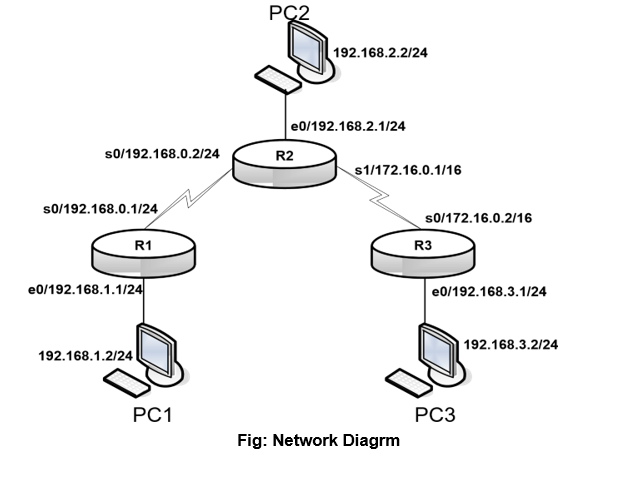 PC2
192.168.2.2/24
e0/192.168.2.1/24
s0/192.168.0.2/24
R2
s1/172.16.0.1/16
s0/192.168.0.1/24
s0/172.16.0.2/16
R1
R3
e0/192.168.1.1/24
e0/192.168.3.1/24
192.168.1.2/24
192.168.3.2/24
PC1
PC3
Fig: Network Diagrm